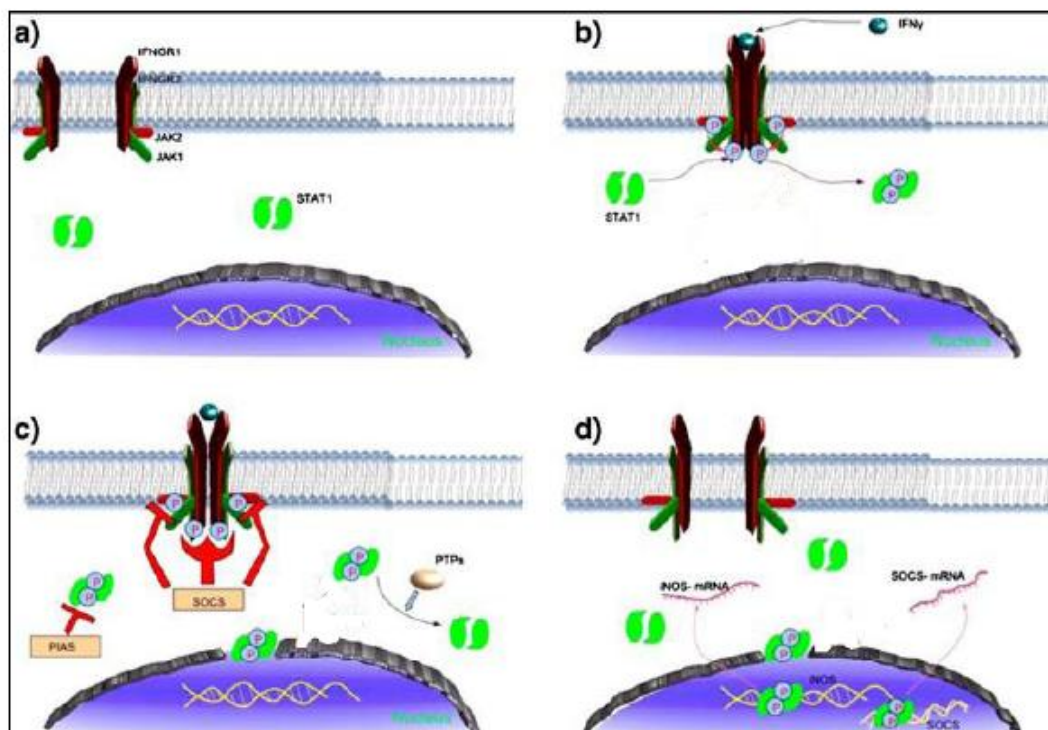 a)
IFNGR1
IFNGR2
JAK2
JAK1
STAT1
Nucleus
b)
IFNγ
P
P
P
P
STAT1
P
P
Nucleus
c)
P
P
P
P
P
P
PTPs
P
P
SOCS
PIAS
P
P
Nucleus
d)
iNOS- mRNA
SOCS- mRNA
P
P
iNOS
P
P
P
P
SOCS